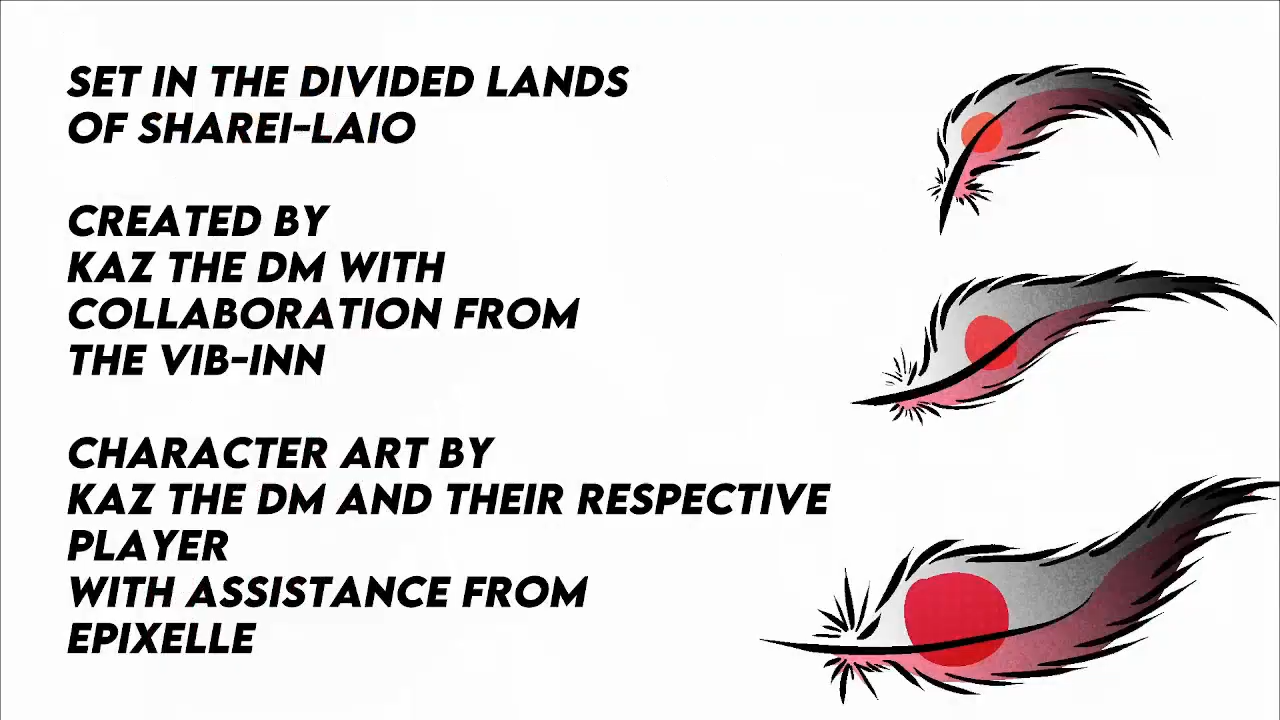 SET IN THE DIVIDED LANDS
OF SHAREI-LAIO
CREATED BY
KAZ THE DM WITH
COLLABORATION FROM
THE VIB-INN
CHARACTER ART BY
KAZ THE DM AND THEIR RESPECTIVE
PLAYER
WITH ASSISTANCE FROM
EPIXELLE